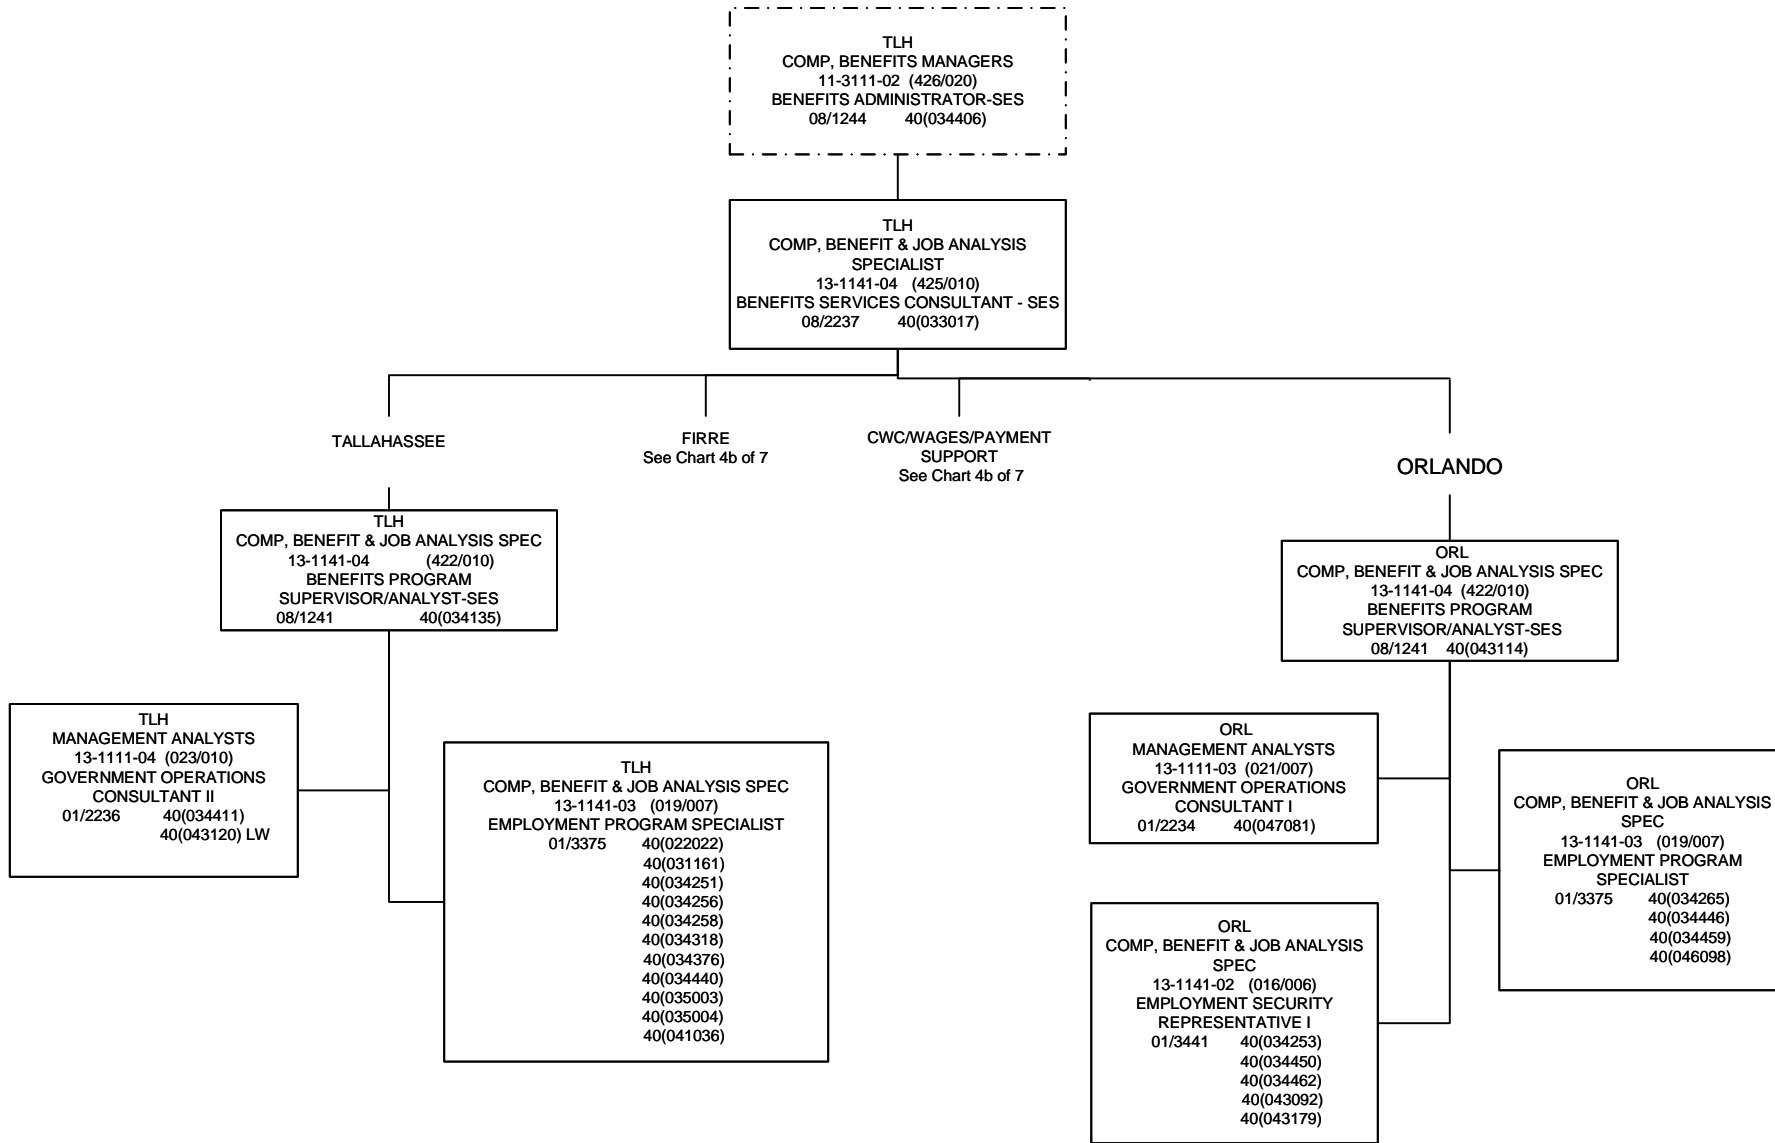 TLH
COMP, BENEFITS MANAGERS
11-3111-02 (426/020)
BENEFITS ADMINISTRATOR-SES
08/1244 40(034406)
TLH
COMP, BENEFIT & JOB ANALYSIS
SPECIALIST
13-1141-04 (425/010)
BENEFITS SERVICES CONSULTANT - SES
08/2237 40(033017)
TALLAHASSEE
FIRRE
See Chart 4b of 7
CWC/WAGES/PAYMENT
SUPPORT
See Chart 4b of 7
ORLANDO
TLH
COMP, BENEFIT & JOB ANALYSIS SPEC
13-1141-04 (422/010)
BENEFITS PROGRAM
SUPERVISOR/ANALYST-SES
08/1241 40(034135)
ORL
COMP, BENEFIT & JOB ANALYSIS SPEC
13-1141-04 (422/010)
BENEFITS PROGRAM
SUPERVISOR/ANALYST-SES
08/1241 40(043114)
TLH
MANAGEMENT ANALYSTS
13-1111-04 (023/010)
GOVERNMENT OPERATIONS
CONSULTANT II
01/2236 40(034411)
40(043120) LW
TLH
COMP, BENEFIT & JOB ANALYSIS SPEC
13-1141-03 (019/007)
EMPLOYMENT PROGRAM SPECIALIST
01/3375 40(022022)
40(031161)
40(034251)
40(034256)
40(034258)
40(034318)
40(034376)
40(034440)
40(035003)
40(035004)
40(041036)
ORL
MANAGEMENT ANALYSTS
13-1111-03 (021/007)
GOVERNMENT OPERATIONS
CONSULTANT I
01/2234 40(047081)
ORL
COMP, BENEFIT & JOB ANALYSIS
SPEC
13-1141-03 (019/007)
EMPLOYMENT PROGRAM
SPECIALIST
01/3375 40(034265)
40(034446)
40(034459)
40(046098)
ORL
COMP, BENEFIT & JOB ANALYSIS
SPEC
13-1141-02 (016/006)
EMPLOYMENT SECURITY
REPRESENTATIVE I
01/3441 40(034253)
40(034450)
40(034462)
40(043092)
40(043179)